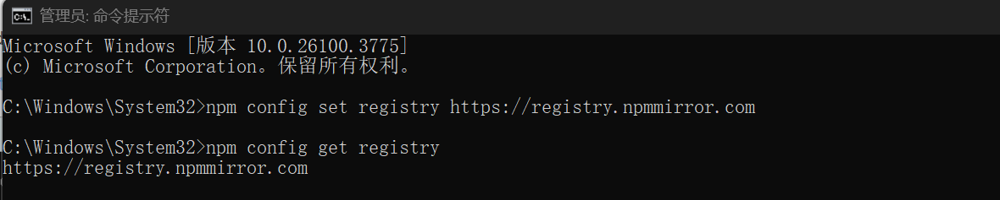 管理员: 命令提示符
Microsoft Windows [版本 10.0.26100.3775]
(c) Microsoft Corporation。保留所有权利。
C:\Windows\System32>npm config set registry https://registry.npmmirror.com
C:\Windows\System32>npm config get registry
https://registry.npmmirror.com